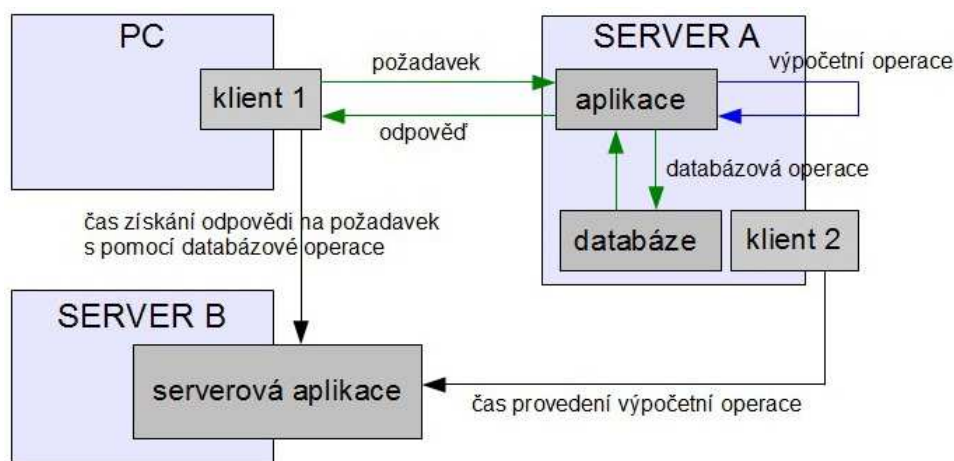 PC
klient 1
požadavek
odpověď
SERVER A
aplikace
výpočetní operace
databázová operace
databáze
klient 2
čas získání odpovědi na požadavek
s pomocí databázové operace
SERVER B
serverová aplikace
čas provedení výpočetní operace